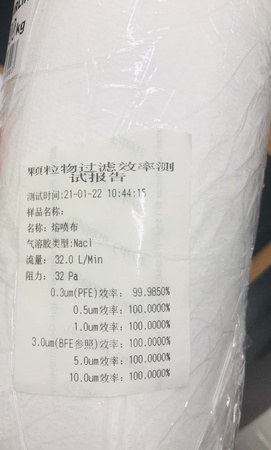 kg
颗粒物过滤效率测
试报告
测试时间:21-01-22 10:44:15
样品名称:
名称: 熔喷布
气溶胶类型:Nacl
流量: 32.0 L/Min
阻力: 32 Pa
0.3um(PFE)效率: 99.9850%
0.5um效率: 100.0000%
1.0um效率: 100.0000%
3.0um(BFE参照)效率: 100.0000%
5.0um效率: 100.0000%
10.0um效率: 100.0000%